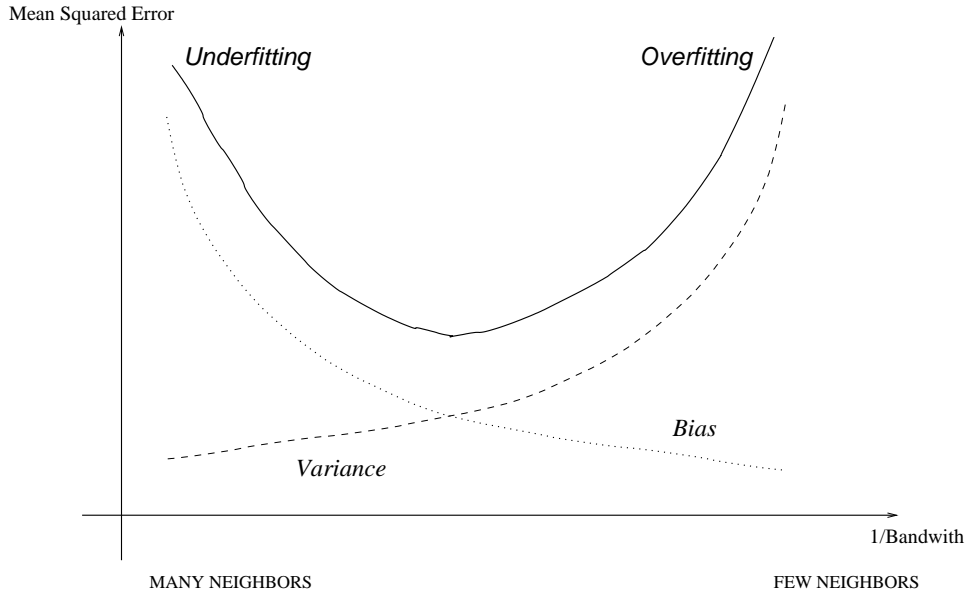 Mean Squared Error
Underfitting
Overfitting
Bias
Variance
1/Bandwith
MANY NEIGHBORS
FEW NEIGHBORS